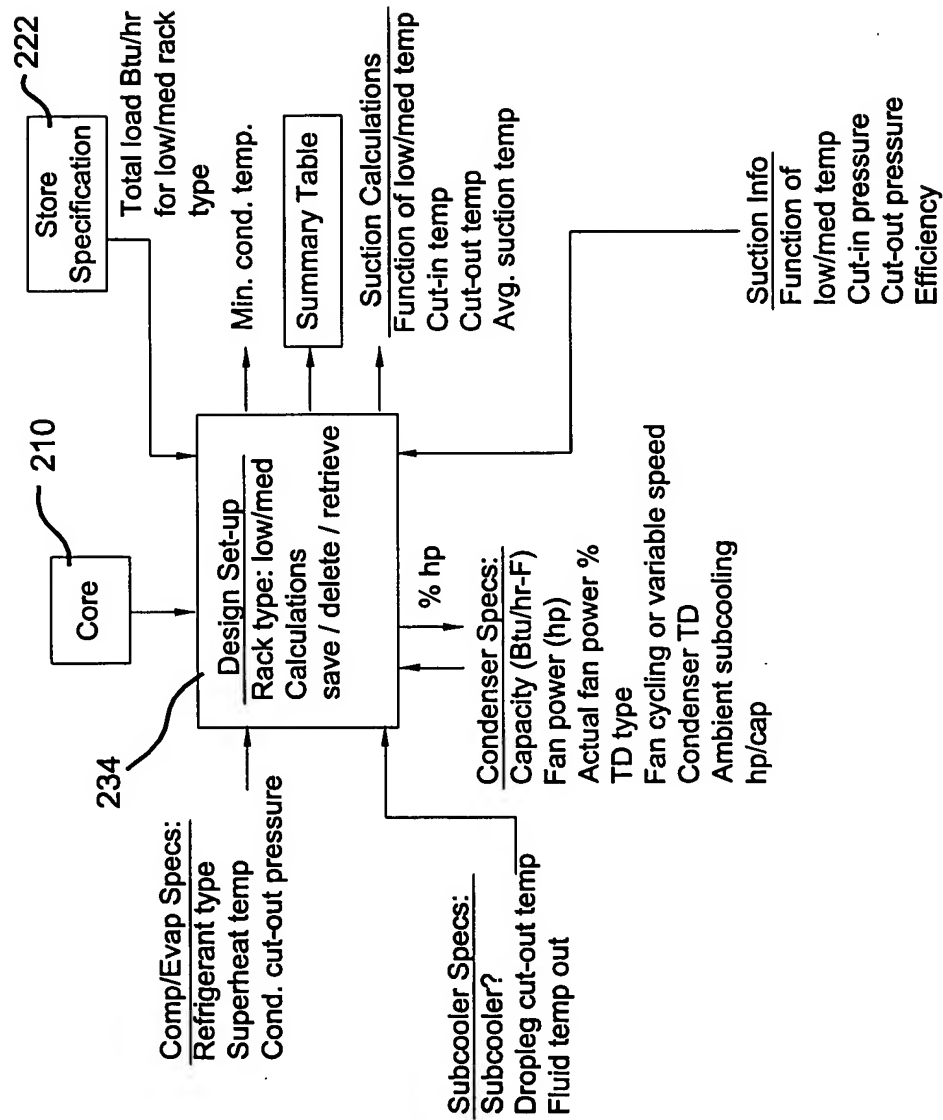 222
Store
Specification
Total load Btu/hr
for low/med rack
type
210
Core
234
Design Set-up
Rack type: low/med
Calculations
save / delete / retrieve
Min. cond. temp.
Summary Table
Suction Calculations
Function of low/med temp
Cut-in temp
Cut-out temp
Avg. suction temp
Comp/Evap Specs:
Refrigerant type
Superheat temp
Cond. cut-out pressure
% hp
Subcooler Specs:
Subcooler?
Dropleg cut-out temp
Fluid temp out
Condenser Specs:
Capacity (Btu/hr-F)
Fan power (hp)
Actual fan power %
TD type
Fan cycling or variable speed
Condenser TD
Ambient subcooling
hp/cap
Suction Info
Function of
low/med temp
Cut-in pressure
Cut-out pressure
Efficiency